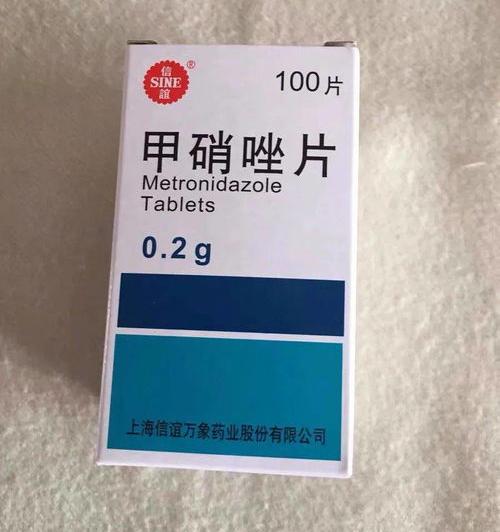 信
SINE
誼
®
100片
甲硝唑片
Metronidazole
Tablets
0.2g
上海信谊万象药业股份有限公司